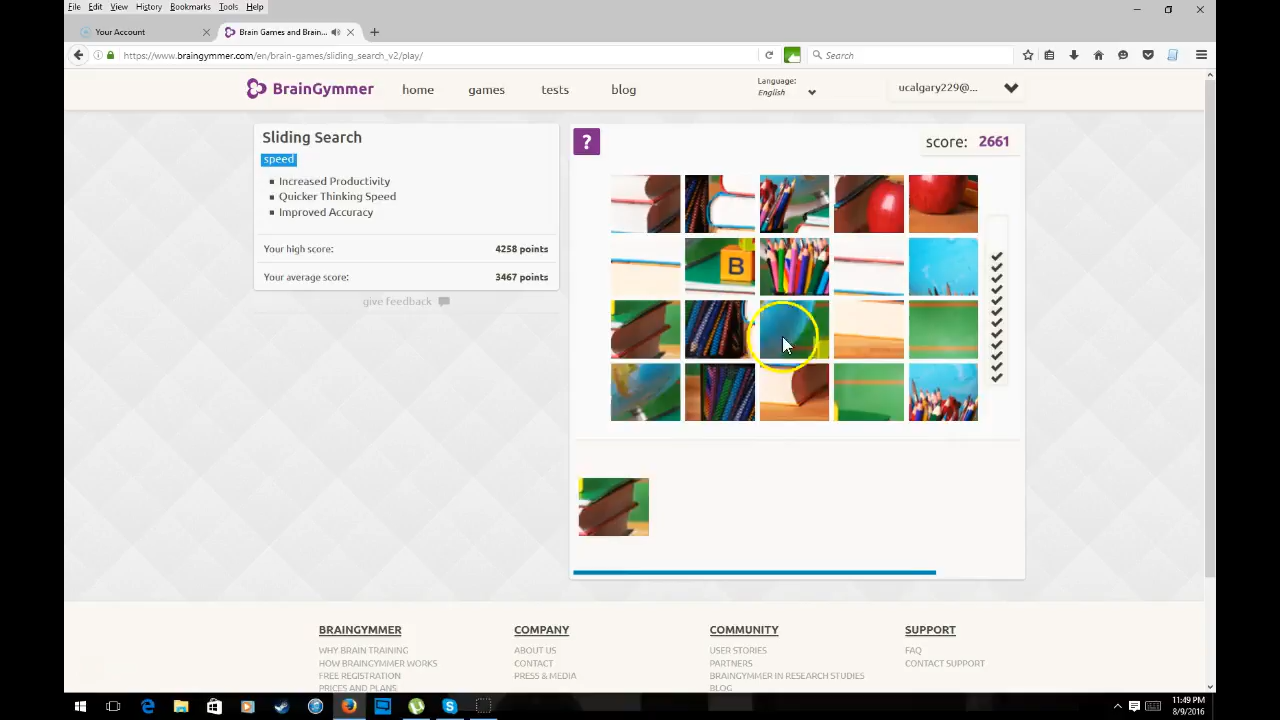 File Edit View History Bookmarks Tools Help
Your Account
Brain Games and Brain...
https://www.braingymmer.com/en/brain-games/sliding_search_v2/play/
Search
BrainGymmer home games tests blog
Language:
English
ucalgary229@...
Sliding Search
speed
Increased Productivity
Quicker Thinking Speed
Improved Accuracy
Your high score: 4258 points
Your average score: 3467 points
give feedback
?
score: 2661
B
BRAINGYMMER
WHY BRAIN TRAINING
HOW BRAINGYMMER WORKS
FREE REGISTRATION
PRICES AND PLANS
COMPANY
ABOUT US
CONTACT
PRESS & MEDIA
COMMUNITY
USER STORIES
PARTNERS
BRAINGYMMER IN RESEARCH STUDIES
BLOG
SUPPORT
FAQ
CONTACT SUPPORT
11:49 PM
8/9/2016